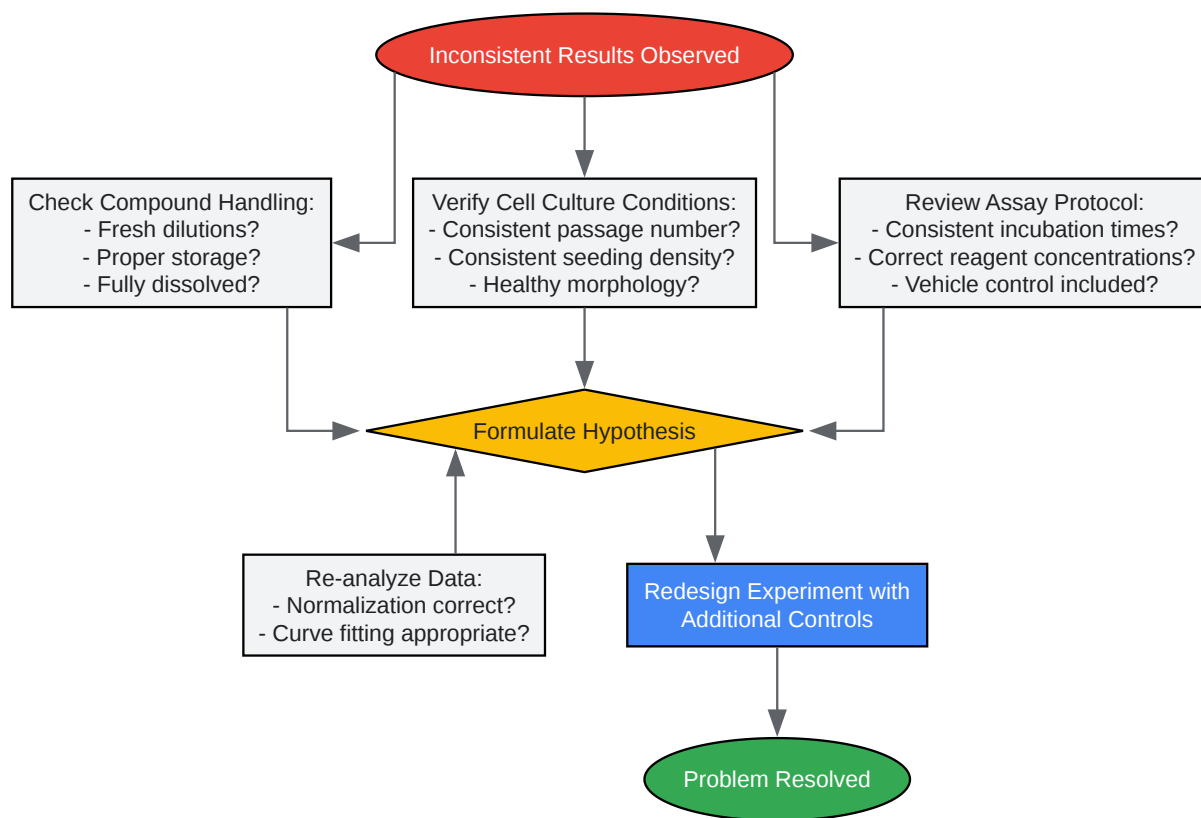 Inconsistent Results Observed
Check Compound Handling:
- Fresh dilutions?
- Proper storage?
- Fully dissolved?
Verify Cell Culture Conditions:
- Consistent passage number?
- Consistent seeding density?
- Healthy morphology?
Review Assay Protocol:
- Consistent incubation times?
- Correct reagent concentrations?
- Vehicle control included?
Formulate Hypothesis
Re-analyze Data:
- Normalization correct?
- Curve fitting appropriate?
Redesign Experiment with
Additional Controls
Problem Resolved